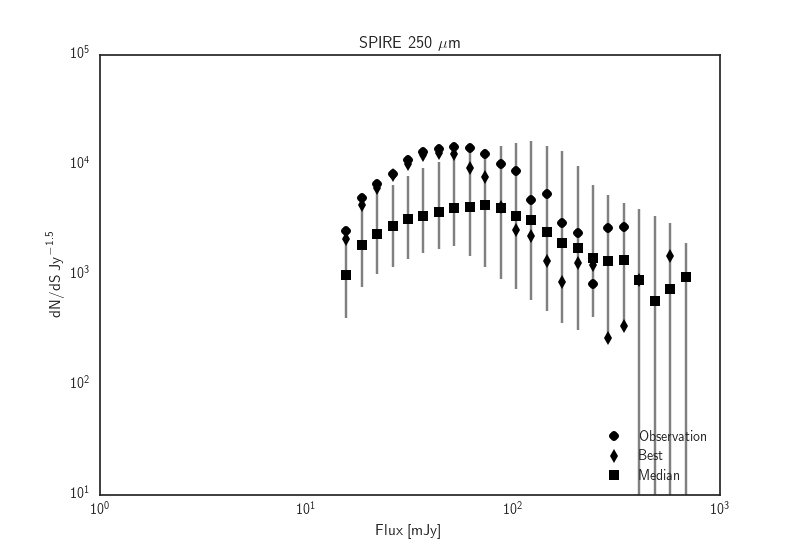 SPIRE 250 μm
10^5
10^4
10^3
10^2
10^1
dN/dS Jy^{-1.5}
Observation
Best
Median
10^0 10^1 10^2 10^3
Flux [mJy]